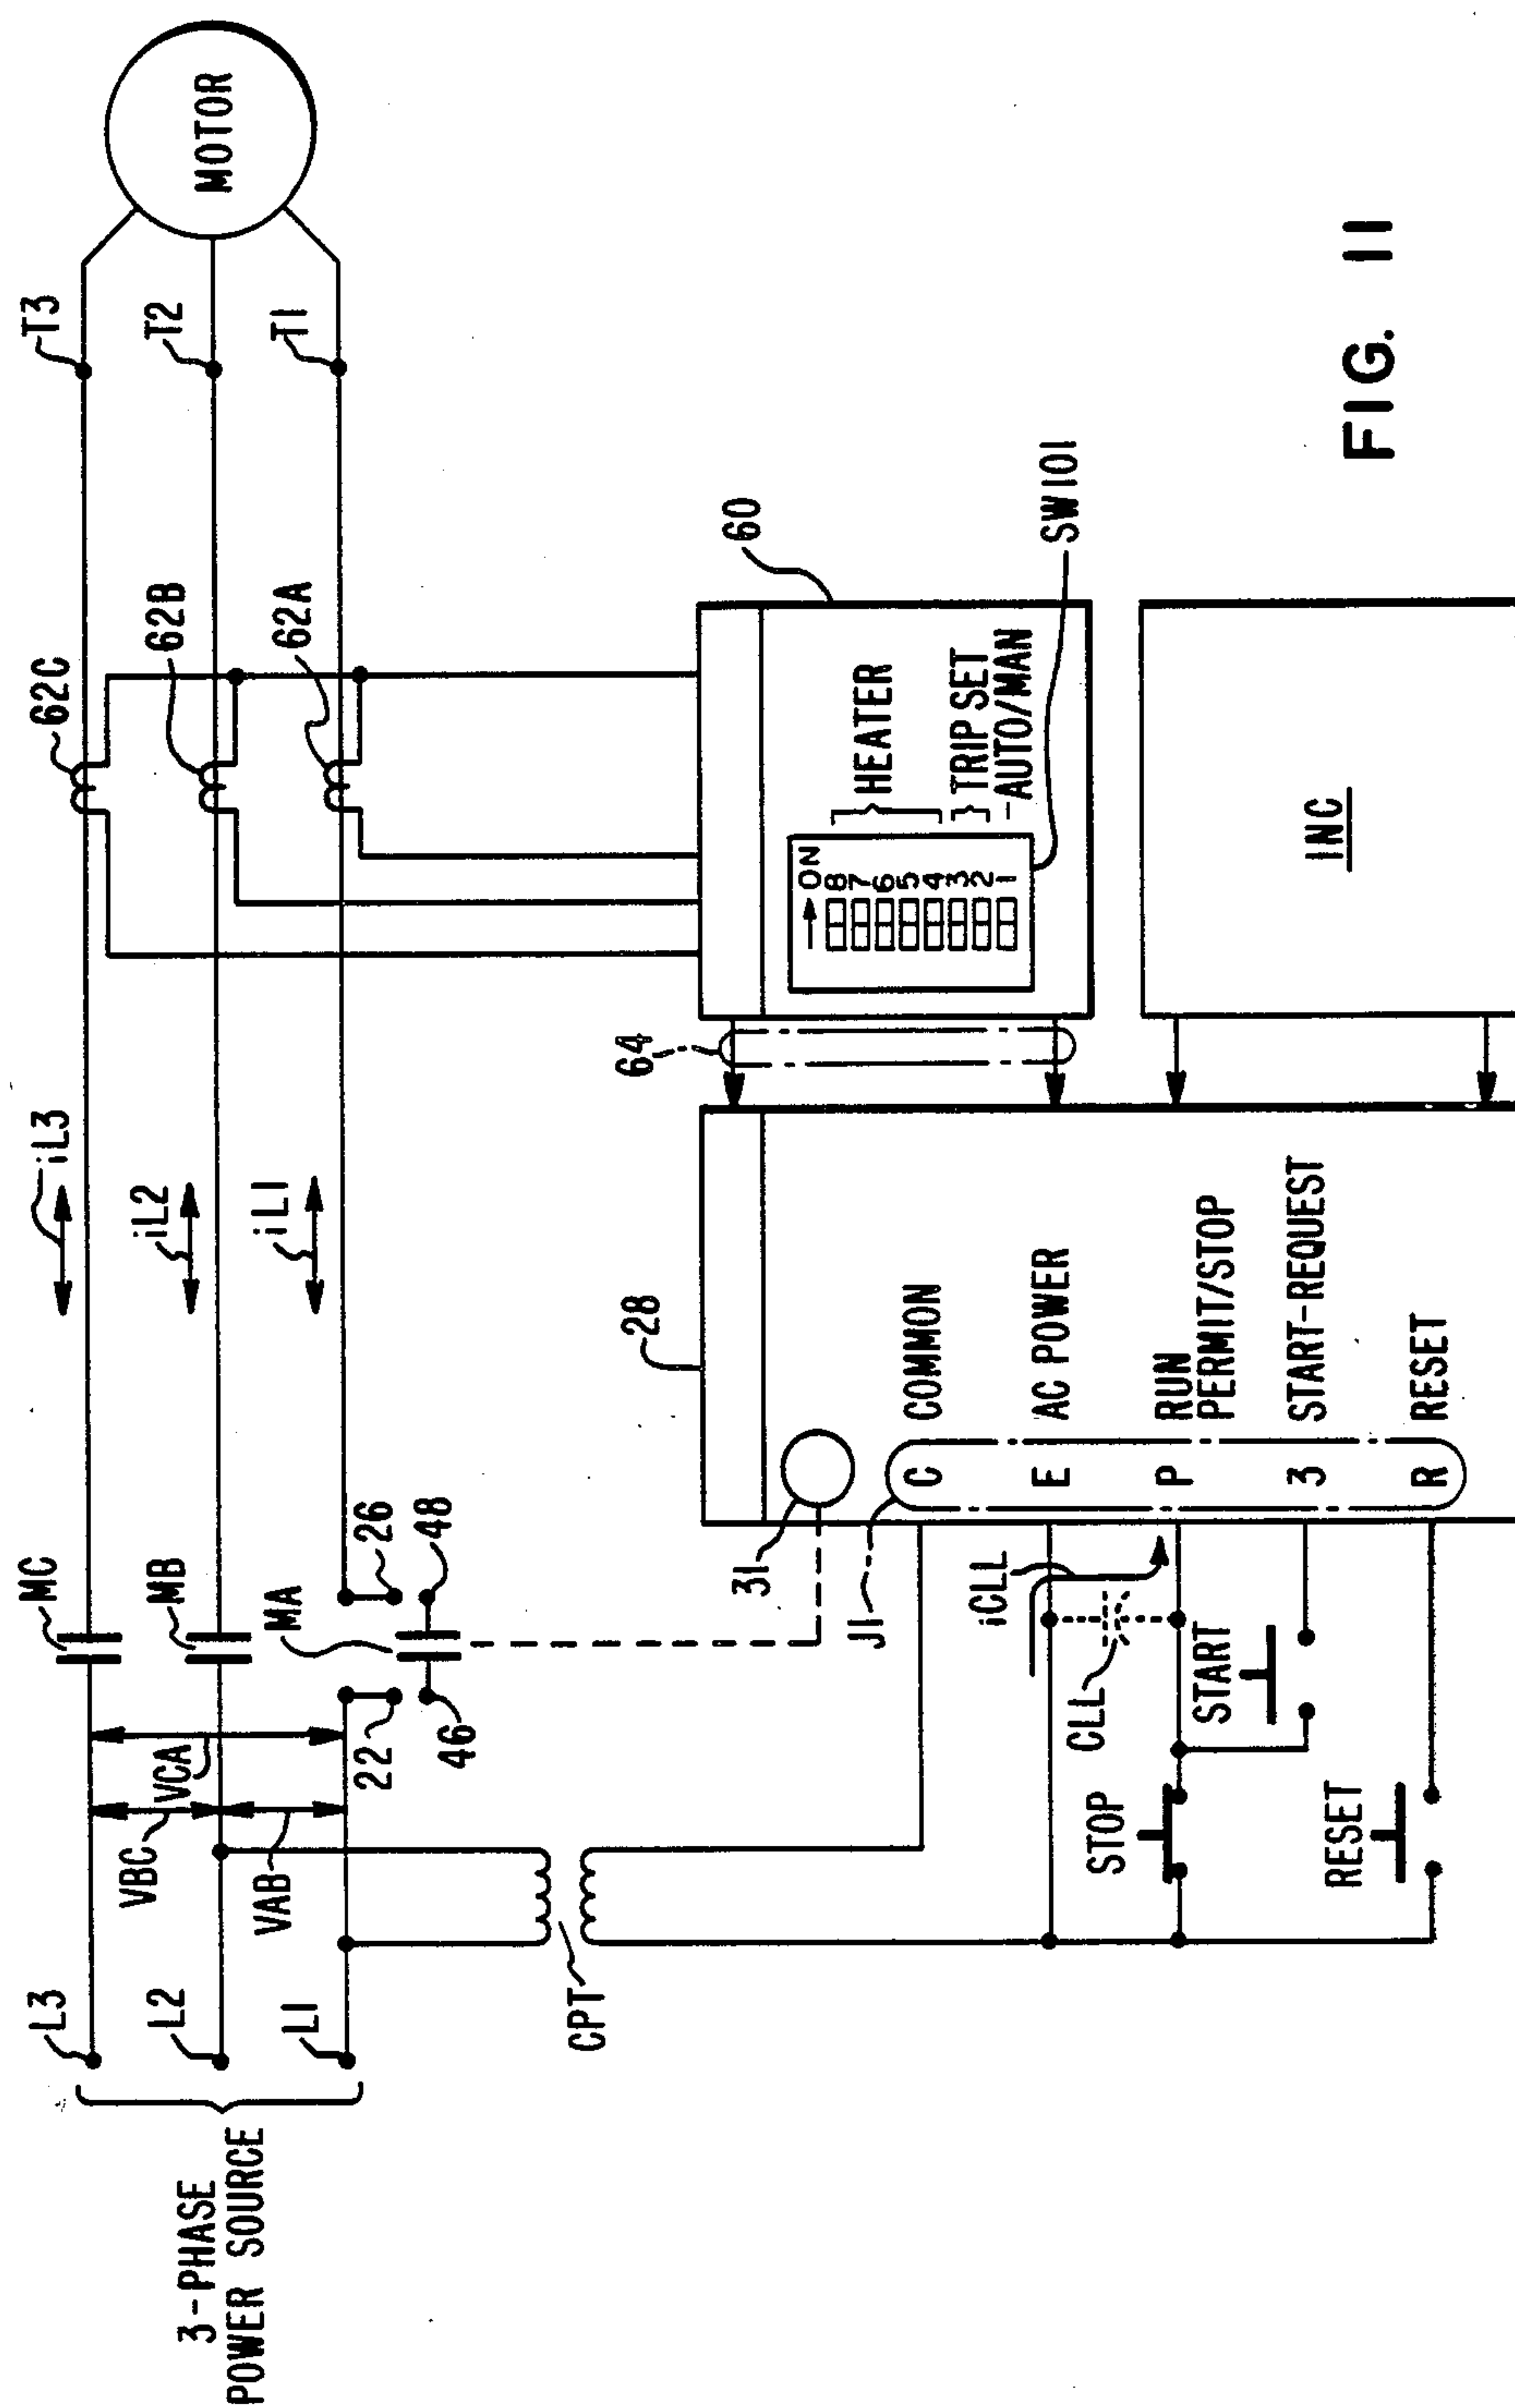 3-PHASE
POWER SOURCE
L3
L2
L1
VBC
VAB
VCA
MC
MB
MA
22
26
46
48
CPT
iL3
iL2
iL1
62C
62B
62A
T3
T2
T1
MOTOR
28
31
J1
C COMMON
E AC POWER
P RUN
PERMIT/STOP
3 START-REQUEST
R RESET
iCLL
CLL
STOP
START
RESET
64
60
ON
8
7
6
5
4
3
2
1
HEATER
TRIP SET
AUTO/MAN
SW101
INC
FIG. 11